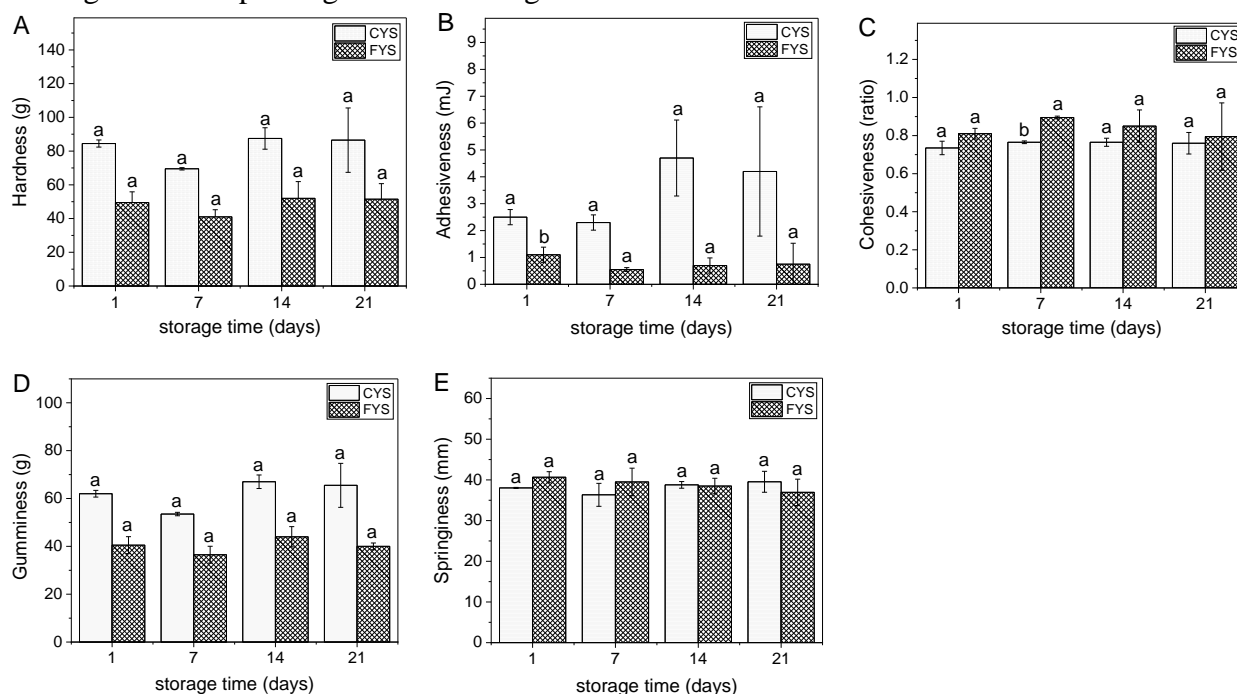 A
CYS
FYS
Hardness (g)
140
120
100
80
60
40
20
0
a a a a a a a a
1 7 14 21
storage time (days)
B
CYS
FYS
Adhesiveness (mJ)
9
8
7
6
5
4
3
2
1
0
a b a a a a a a
1 7 14 21
storage time (days)
C
CYS
FYS
Cohesiveness (ratio)
1.2
1.0
0.8
0.6
0.4
0.2
0.0
a a b a a a a a
1 7 14 21
storage time (days)
D
CYS
FYS
Gumminess (g)
100
80
60
40
20
0
a a a a a a a a
1 7 14 21
storage time (days)
E
CYS
FYS
Springiness (mm)
60
50
40
30
20
10
0
a a a a a a a a
1 7 14 21
storage time (days)